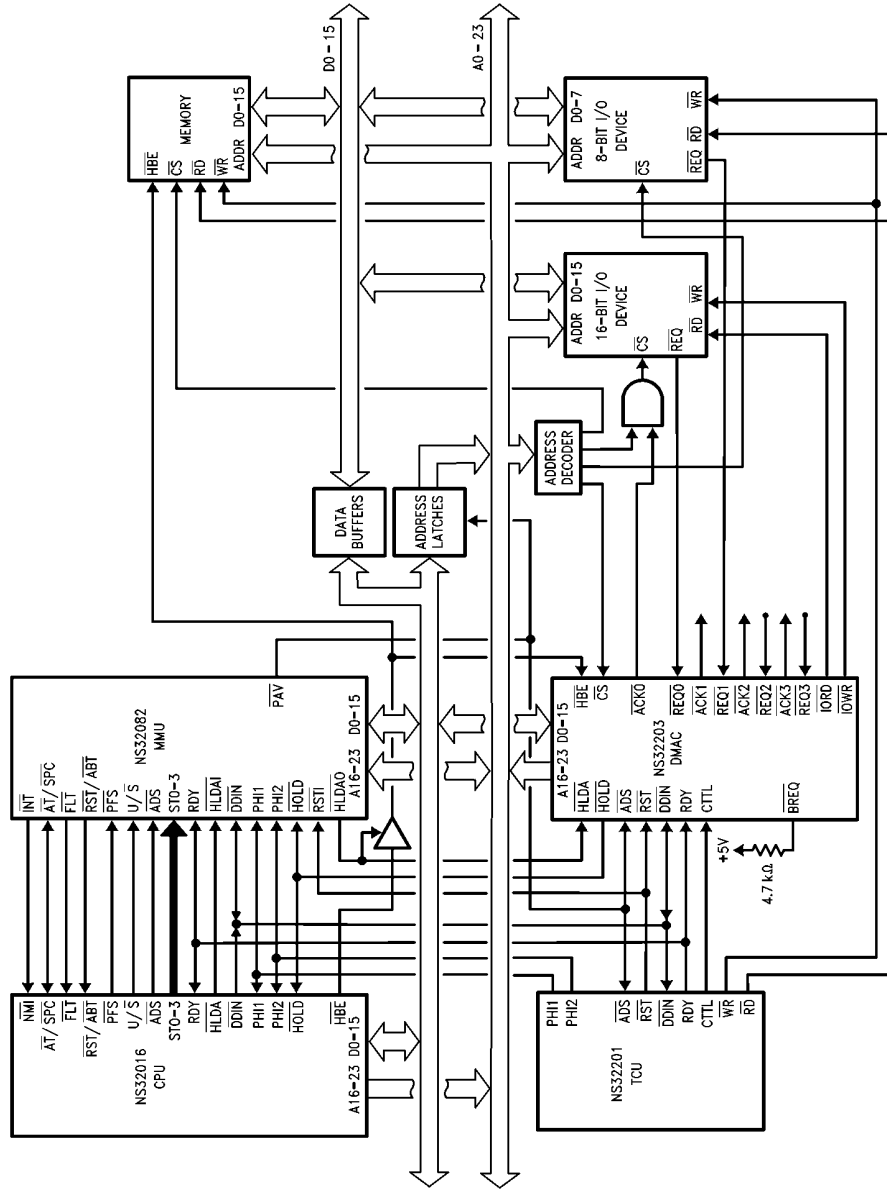 NS32016
CPU
NMI
AT/SPC
FLT
RST/ABT
PFS
U/S
ADS
ST0-3
RDY
HLDA
DDIN
PHI1
PHI2
HOLD
HBE
A16-23 D0-15
NS32082
MMU
INT
AT/SPC
FLT
RST/ABT
PFS
U/S
ADS
ST0-3
RDY
HLDAI
DDIN
PHI1
PHI2
HOLD
RSTI
HLDAO
A16-23 D0-15
PAV
MEMORY
HBE
CS
RD
WR
ADDR D0-15
DATA
BUFFERS
ADDRESS
LATCHES
D0-15
A0-23
ADDRESS
DECODER
NS32201
TCU
PHI1
PHI2
ADS
RST
DDIN
RDY
CTTL
WR
RD
+5V
4.7 kΩ
NS32203
DMAC
A16-23 D0-15
HLDA
HOLD
ADS
RST
DDIN
RDY
CTTL
BREQ
HBE
CS
ACK0
REQ0
ACK1
REQ1
ACK2
REQ2
ACK3
REQ3
IORD
IOWR
ADDR D0-15
16-BIT I/O
DEVICE
CS
REQ
RD
WR
ADDR D0-7
8-BIT I/O
DEVICE
CS
REQ
RD
WR